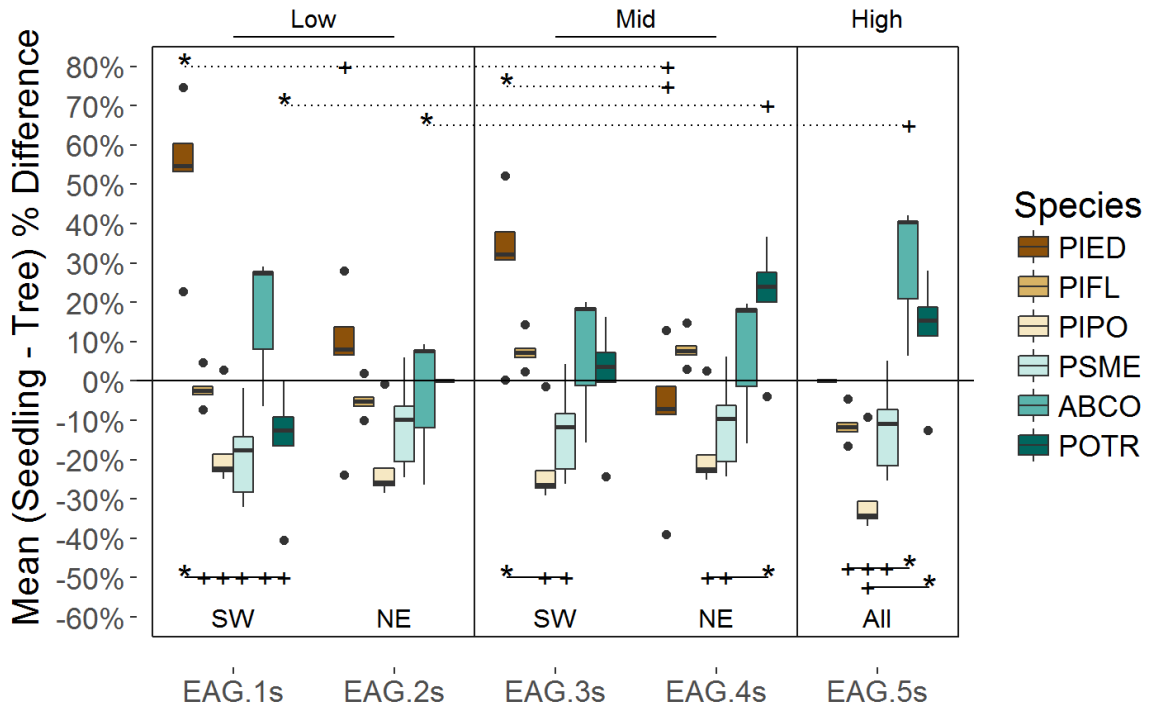 Low Mid High
Mean (Seedling - Tree) % Difference
80%
70%
60%
50%
40%
30%
20%
10%
0%
-10%
-20%
-30%
-40%
-50%
-60%
SW NE SW NE All
EAG.1s EAG.2s EAG.3s EAG.4s EAG.5s
Species
PIED
PIFL
PIPO
PSME
ABCO
POTR